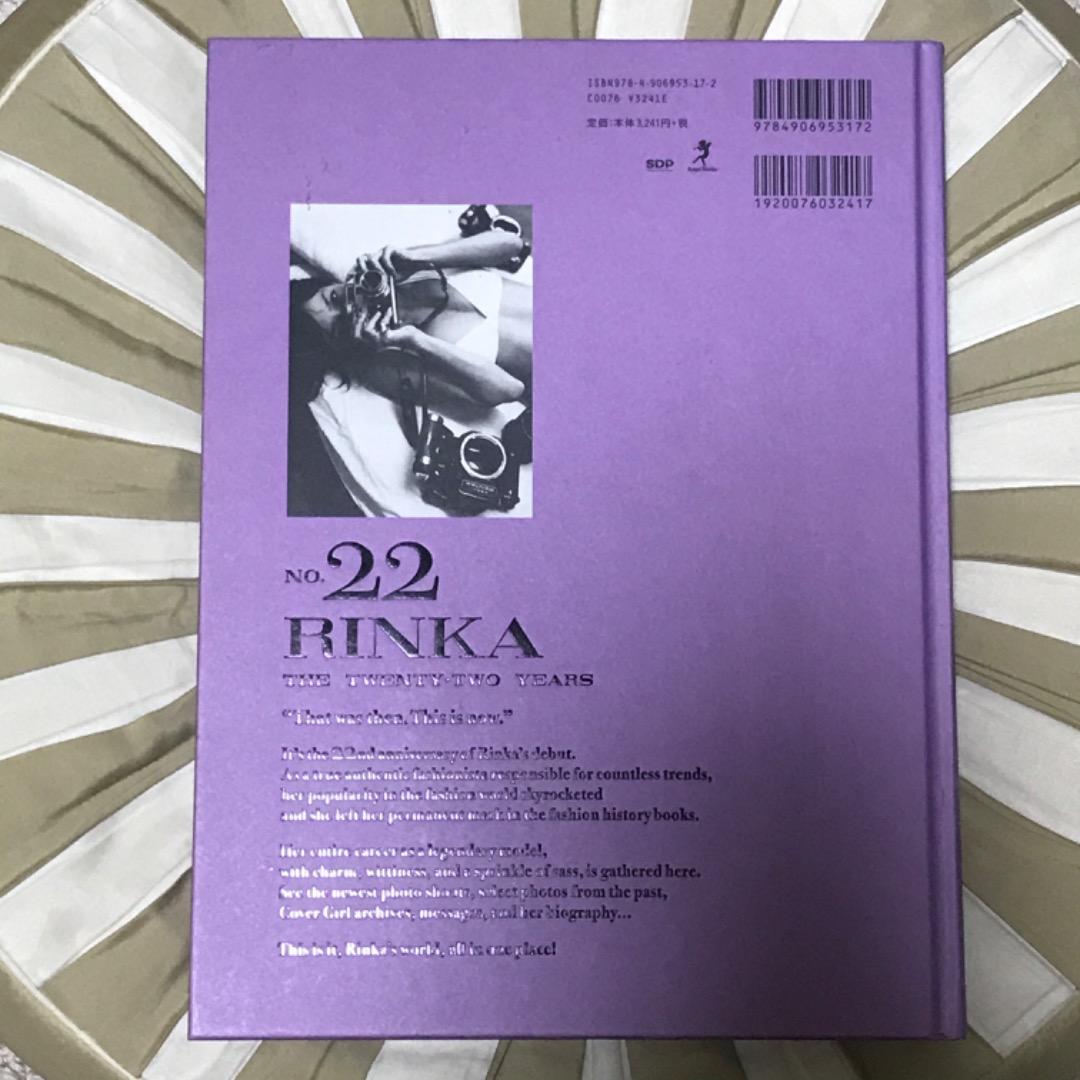 ISBN978-4-906953-17-2
C0076 ¥3241E
定価:本体3,241円+税
9784906953172
SDP
1920076032417
NO. 22
RINKA
THE TWENTY-TWO YEARS
"That was then. This is now."
It's the 22nd anniversary of Rinka's debut.
As a true authentic fashionista responsible for countless trends,
her popularity in the fashion world skyrocketed
and she left her permanent mark in the fashion history books.
Her entire career as a legendary model,
with charm, wittiness, and a sprinkle of sass, is gathered here.
See the newest photo shoots, select photos from the past,
Cover Girl archives, messages, and her biography...
This is it, Rinka's world, all in one place!